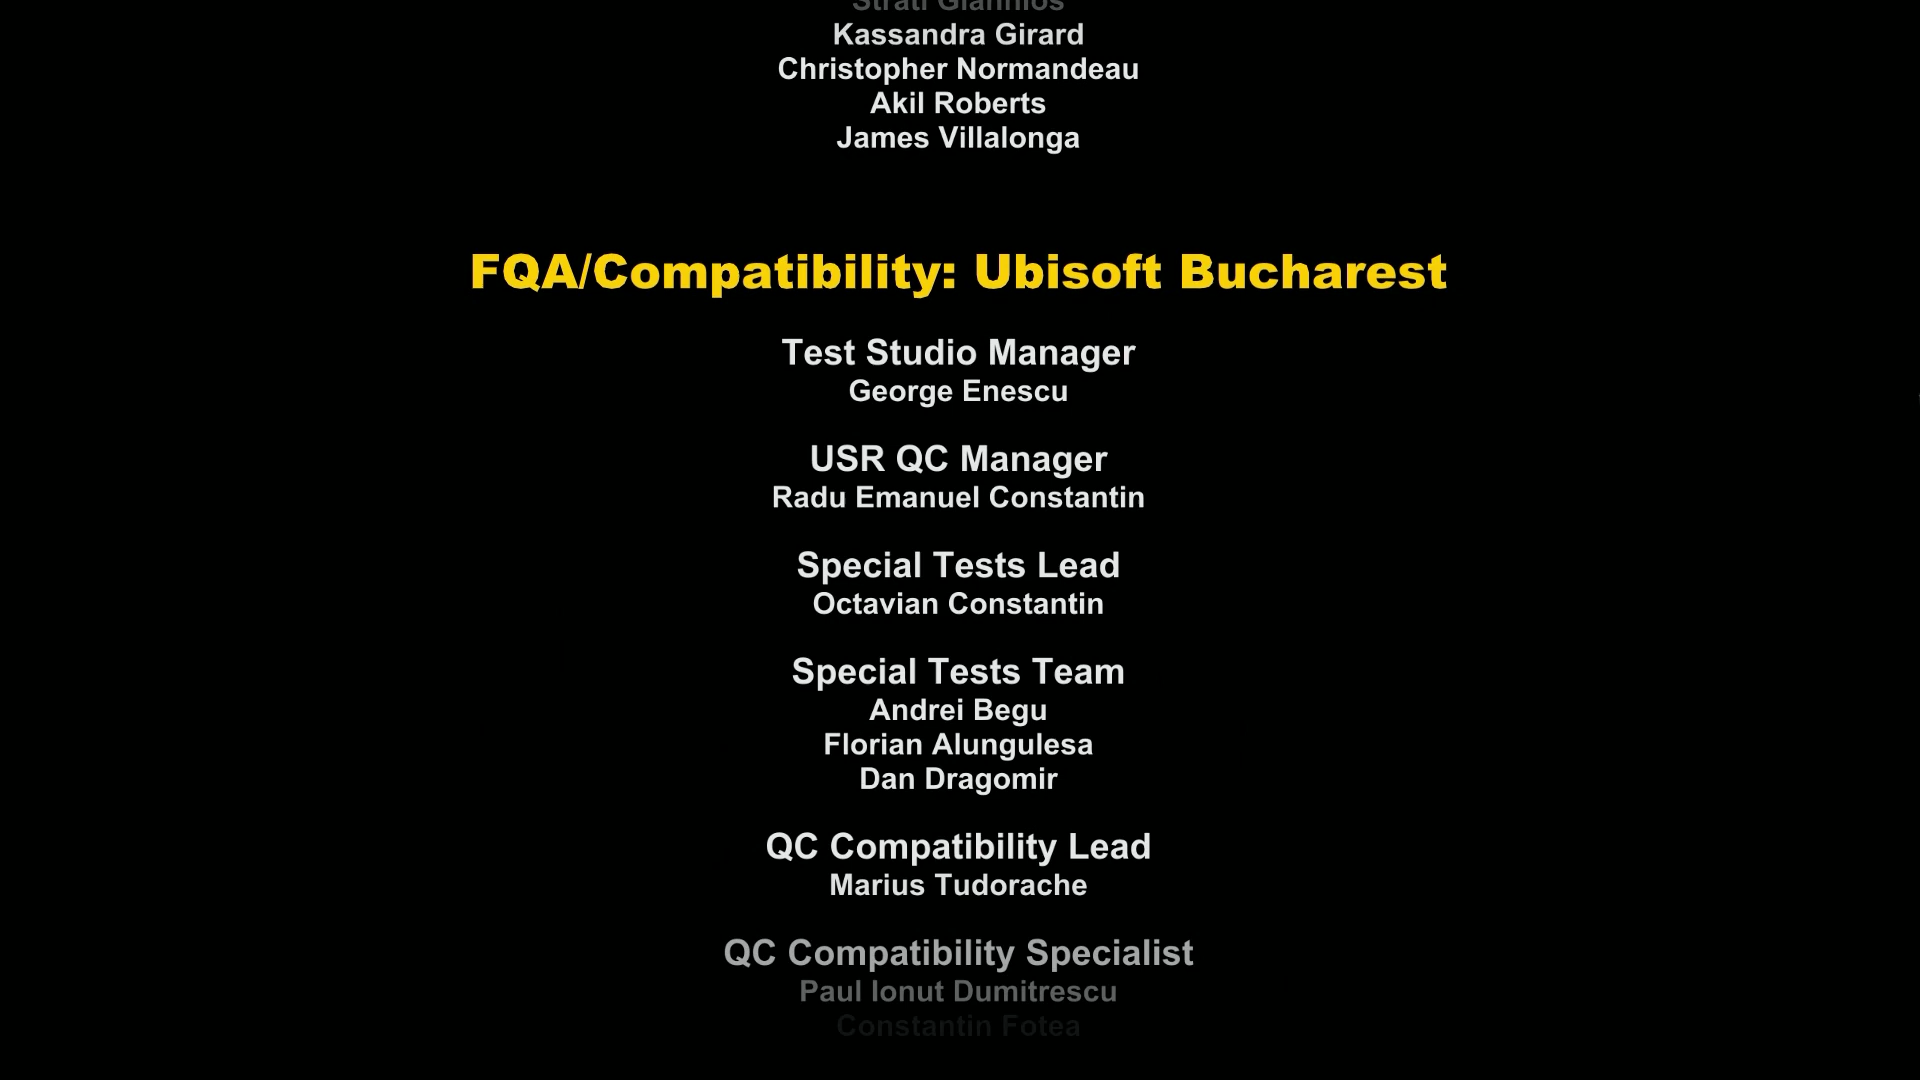 Strati Giannios
Kassandra Girard
Christopher Normandeau
Akil Roberts
James Villalonga
FQA/Compatibility: Ubisoft Bucharest
Test Studio Manager
George Enescu
USR QC Manager
Radu Emanuel Constantin
Special Tests Lead
Octavian Constantin
Special Tests Team
Andrei Begu
Florian Alungulesa
Dan Dragomir
QC Compatibility Lead
Marius Tudorache
QC Compatibility Specialist
Paul Ionut Dumitrescu
Constantin Fotea